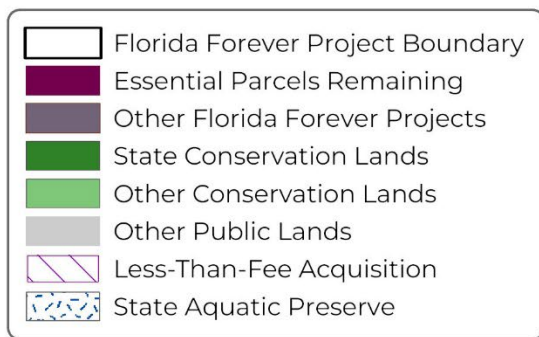 Florida Forever Project Boundary
Essential Parcels Remaining
Other Florida Forever Projects
State Conservation Lands
Other Conservation Lands
Other Public Lands
Less-Than-Fee Acquisition
State Aquatic Preserve